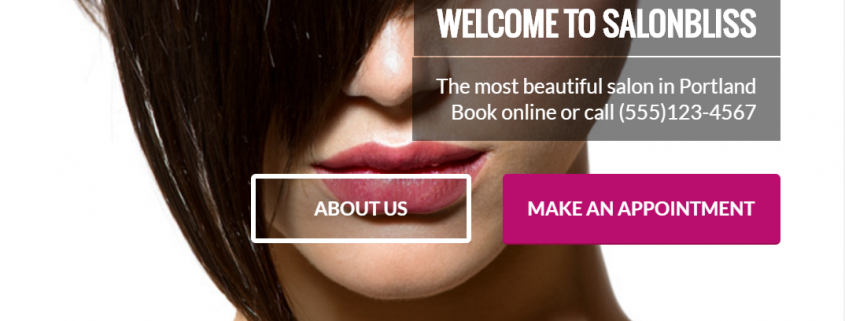 WELCOME TO SALONBLISS
The most beautiful salon in Portland
Book online or call (555)123-4567
ABOUT US
MAKE AN APPOINTMENT